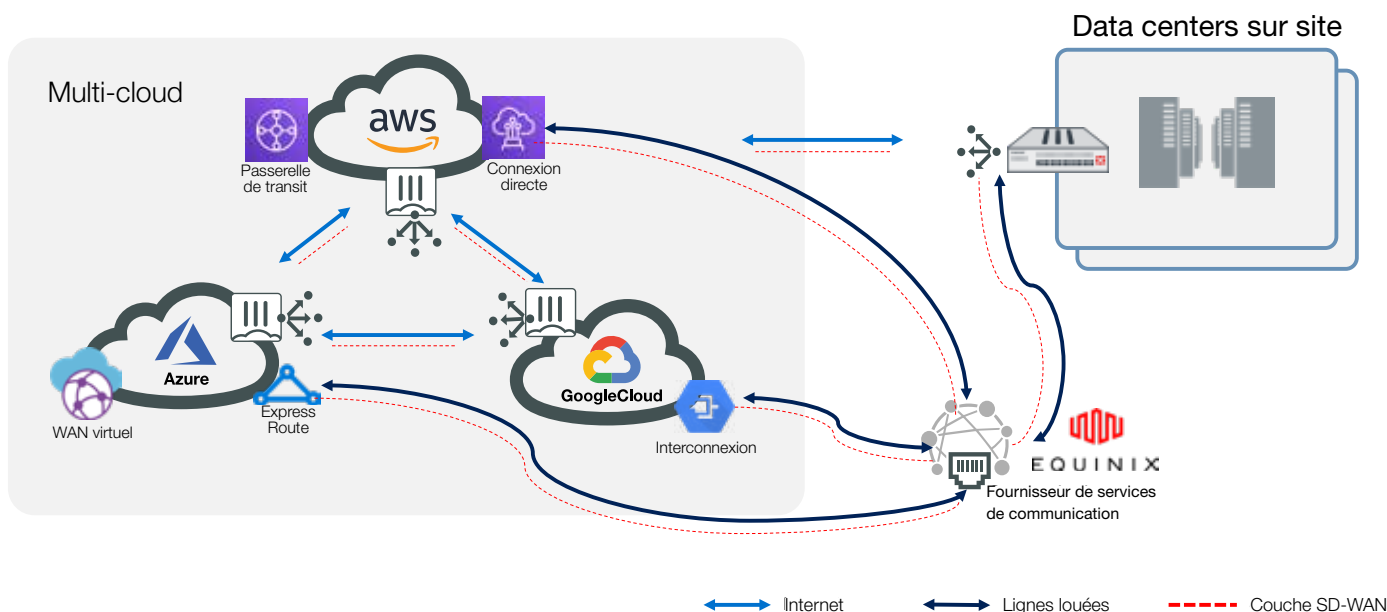 Data centers sur site
Multi-cloud
aws
Passerelle
de transit
Connexion
directe
Azure
WAN virtuel
Express
Route
GoogleCloud
Interconnexion
EQUINIX
Fournisseur de services
de communication
Internet
Lignes louées
Couche SD-WAN